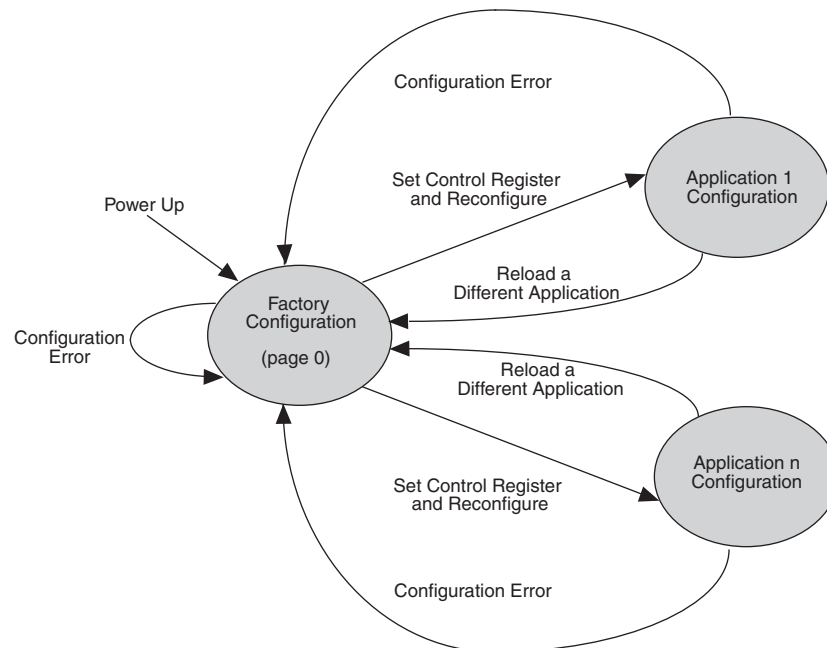 Configuration Error
Set Control Register
and Reconfigure
Application 1
Configuration
Power Up
Reload a
Different Application
Factory
Configuration
(page 0)
Configuration
Error
Reload a
Different Application
Application n
Configuration
Set Control Register
and Reconfigure
Configuration Error